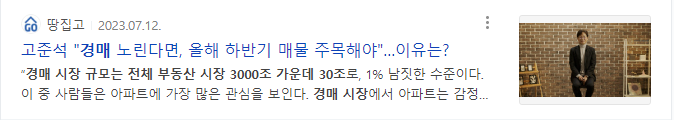 GO 땅집고 2023.07.12.
고준석 "경매 노린다면, 올해 하반기 매물 주목해야"...이유는?
"경매 시장 규모는 전체 부동산 시장 3000조 가운데 30조로, 1% 남짓한 수준이다.
이 중 사람들은 아파트에 가장 많은 관심을 보인다. 경매 시장에서 아파트는 감정...